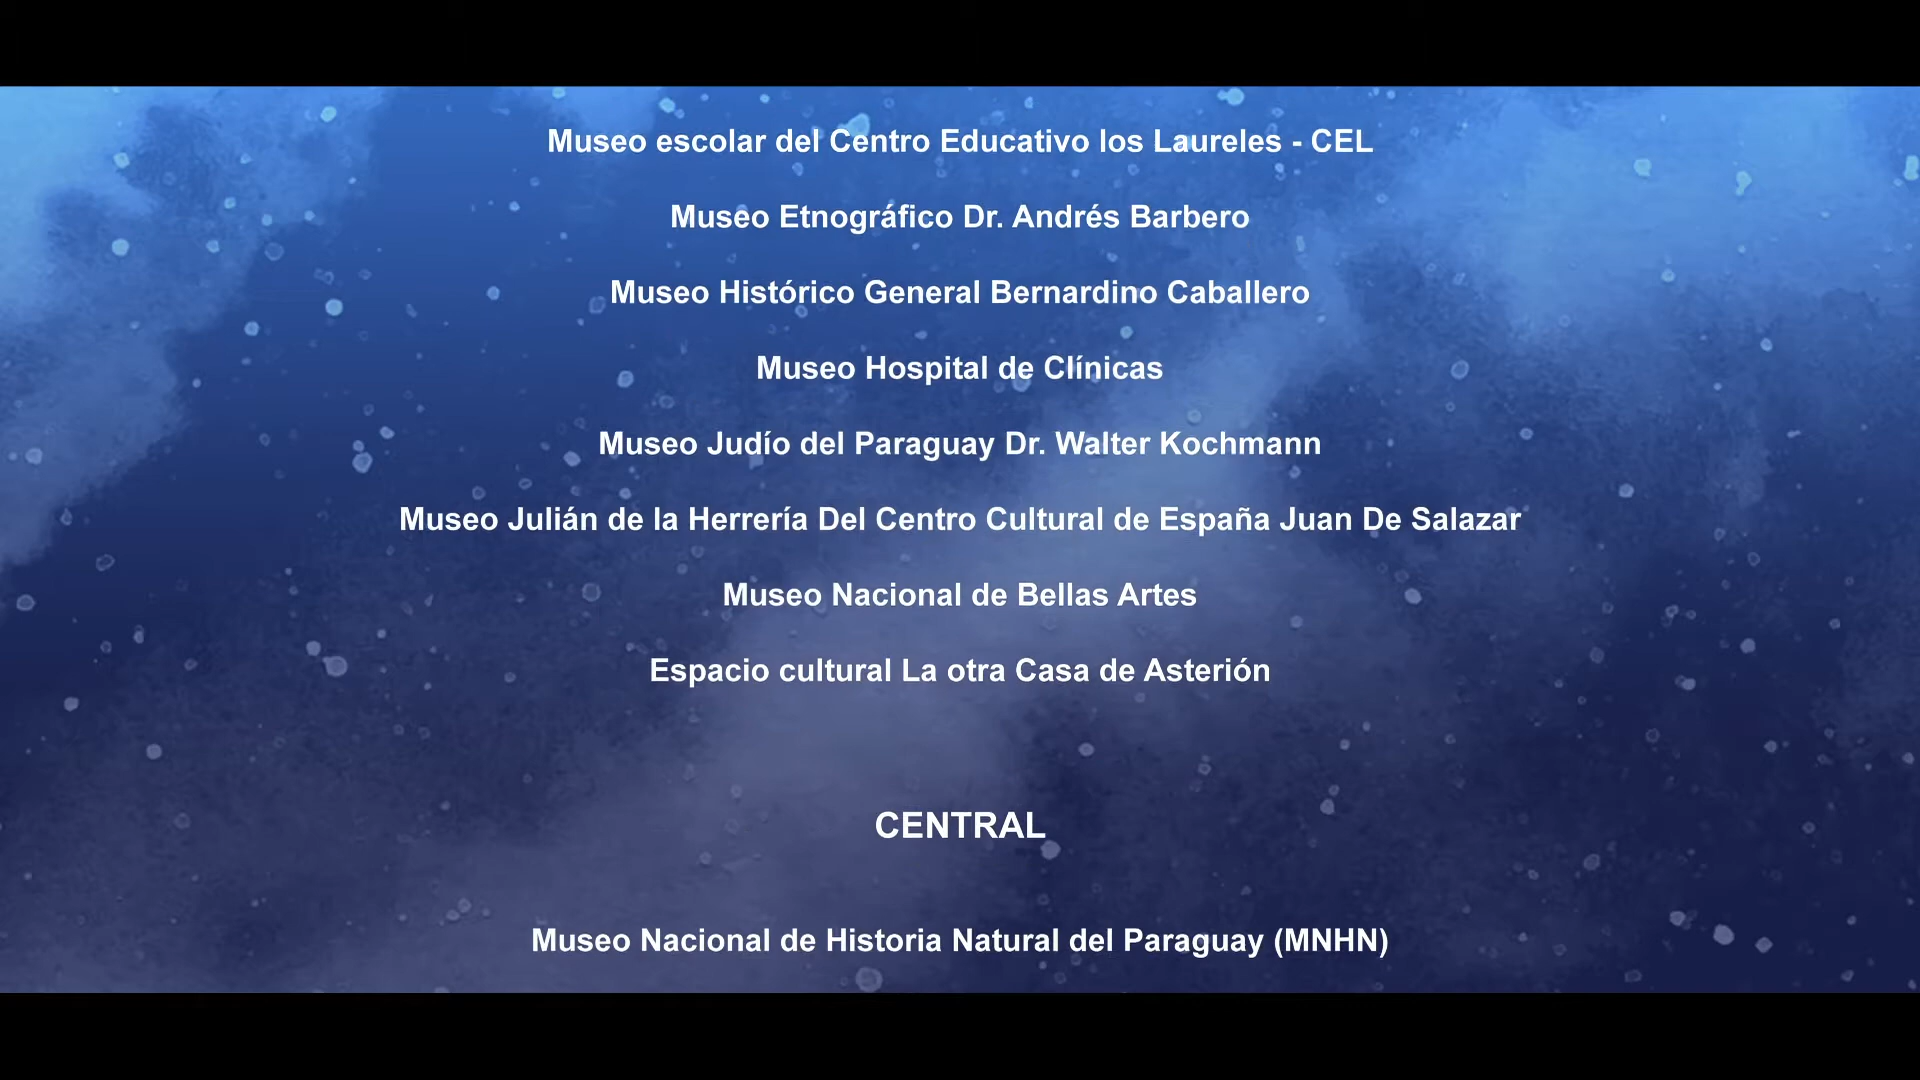 Museo escolar del Centro Educativo los Laureles - CEL
Museo Etnográfico Dr. Andrés Barbero
Museo Histórico General Bernardino Caballero
Museo Hospital de Clínicas
Museo Judío del Paraguay Dr. Walter Kochmann
Museo Julián de la Herrería Del Centro Cultural de España Juan De Salazar
Museo Nacional de Bellas Artes
Espacio cultural La otra Casa de Asterión
CENTRAL
Museo Nacional de Historia Natural del Paraguay (MNHN)